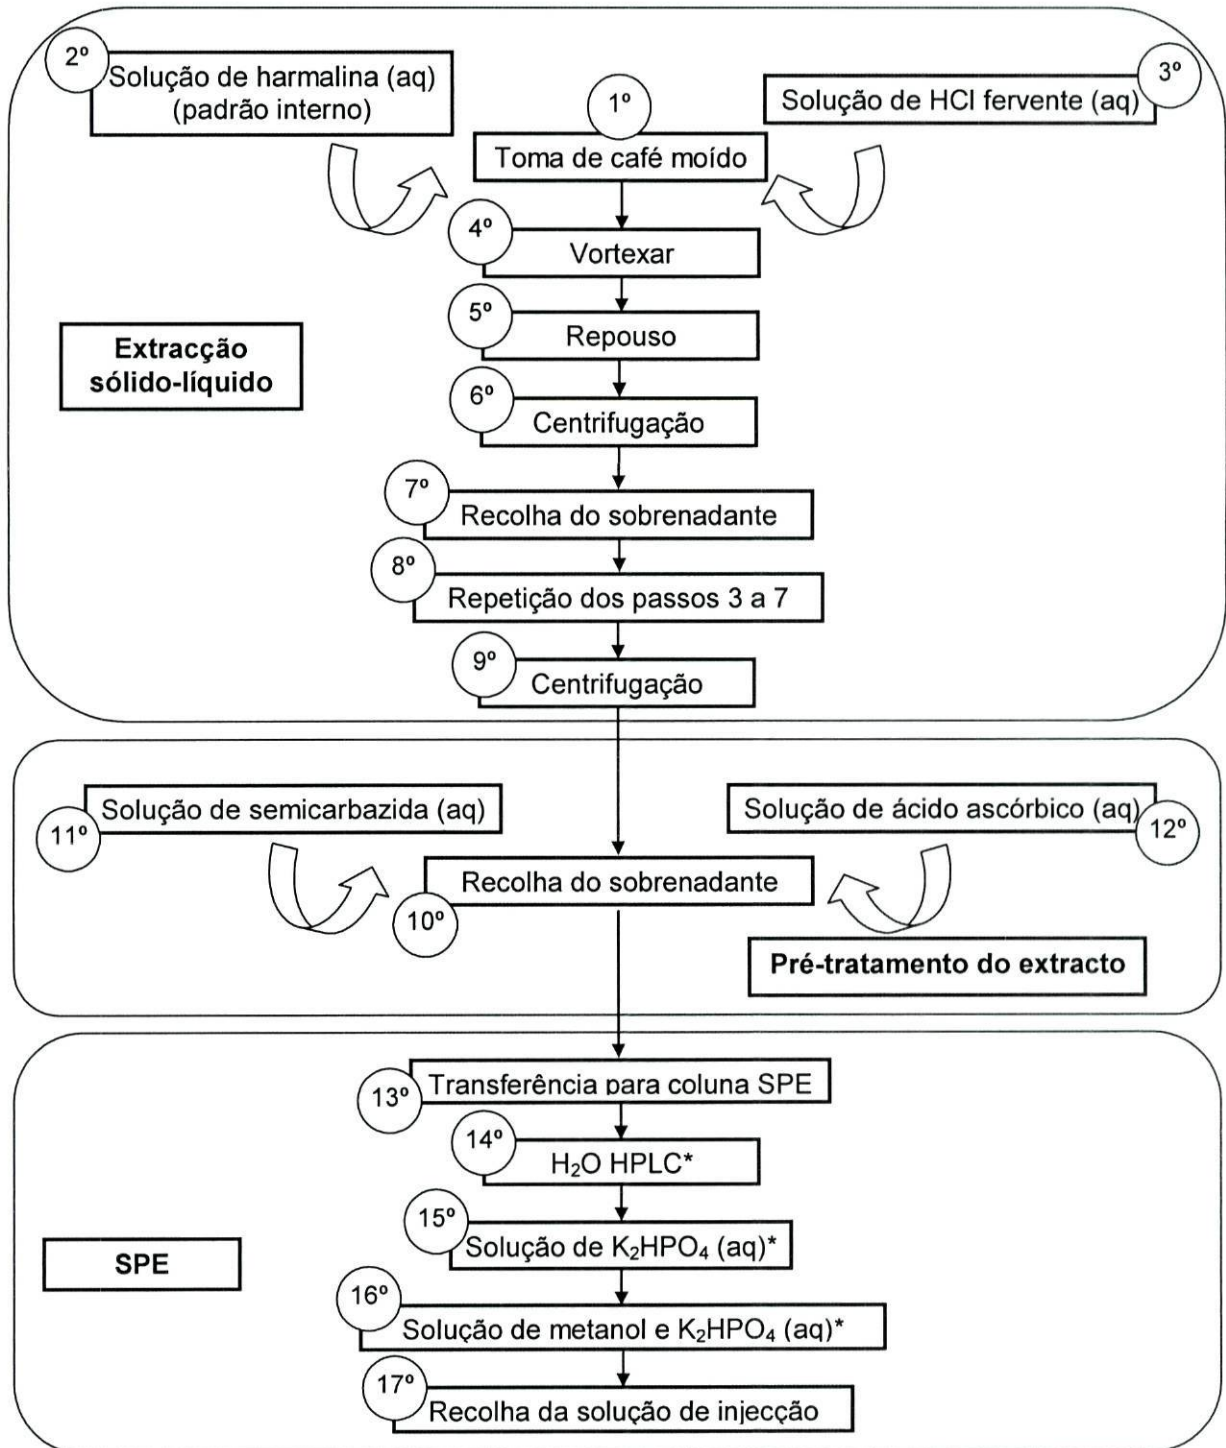 2º
Solução de harmalina (aq)
(padrão interno)
1º
Toma de café moído
3º
Solução de HCl fervente (aq)
4º
Vortexar
5º
Repouso
Extracção
sólido-líquido
6º
Centrifugação
7º
Recolha do sobrenadante
8º
Repetição dos passos 3 a 7
9º
Centrifugação
Solução de semicarbazida (aq)
11º
Solução de ácido ascórbico (aq)
12º
Recolha do sobrenadante
10º
Pré-tratamento do extracto
Transferência para coluna SPE
13º
14º
H₂O HPLC*
15º
Solução de K₂HPO₄ (aq)*
SPE
16º
Solução de metanol e K₂HPO₄ (aq)*
17º
Recolha da solução de injecção